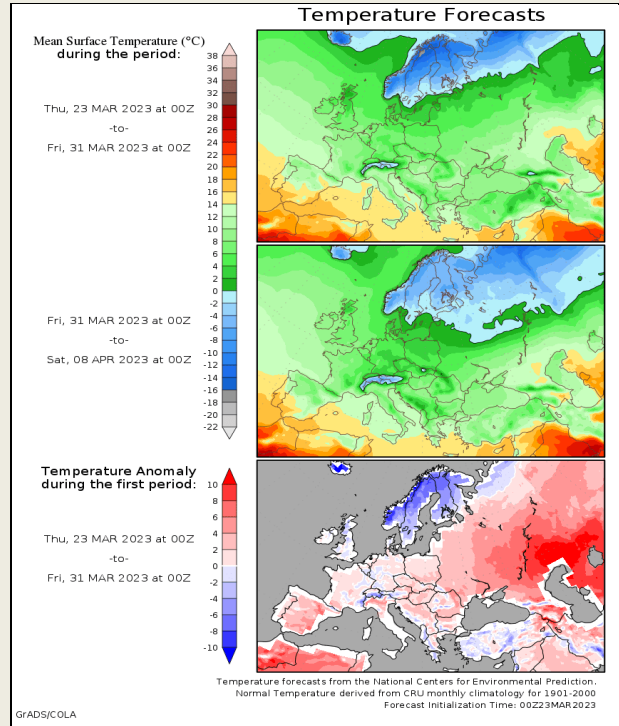 Temperature Forecasts
Mean Surface Temperature (°C)
during the period:
Thu, 23 MAR 2023 at 00Z
-to-
Fri, 31 MAR 2023 at 00Z
38
36
34
32
30
28
26
24
22
20
18
16
14
12
10
8
6
4
2
0
-2
-4
-6
-8
-10
-12
-14
-16
-18
-20
-22
Fri, 31 MAR 2023 at 00Z
-to-
Sat, 08 APR 2023 at 00Z
Temperature Anomaly
during the first period:
Thu, 23 MAR 2023 at 00Z
-to-
Fri, 31 MAR 2023 at 00Z
10
8
6
4
2
0
-2
-4
-6
-8
-10
Temperature forecasts from the National Centers for Environmental Prediction.
Normal Temperature derived from CRU monthly climatology for 1901-2000
Forecast Initialization Time: 00Z23MAR2023
GrADS/COLA